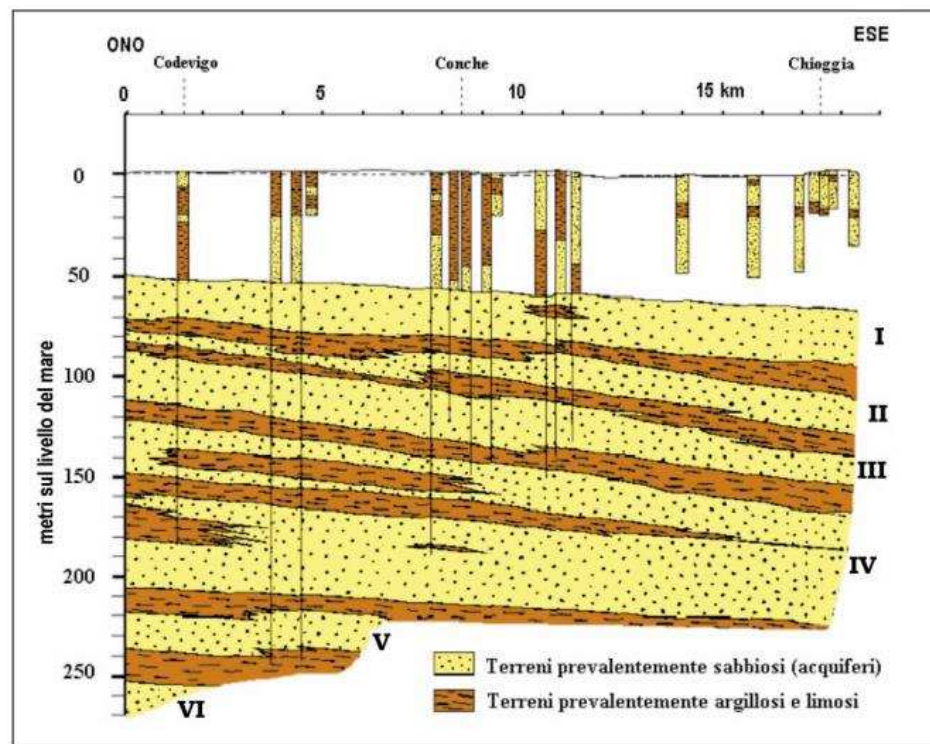 ONO
ESE
Codevigo
Conche
Chioggia
0
5
10
15 km
metri sul livello del mare
0
50
100
150
200
250
I
II
III
IV
V
VI
Terreni prevalentemente sabbiosi (acquiferi)
Terreni prevalentemente argillosi e limosi